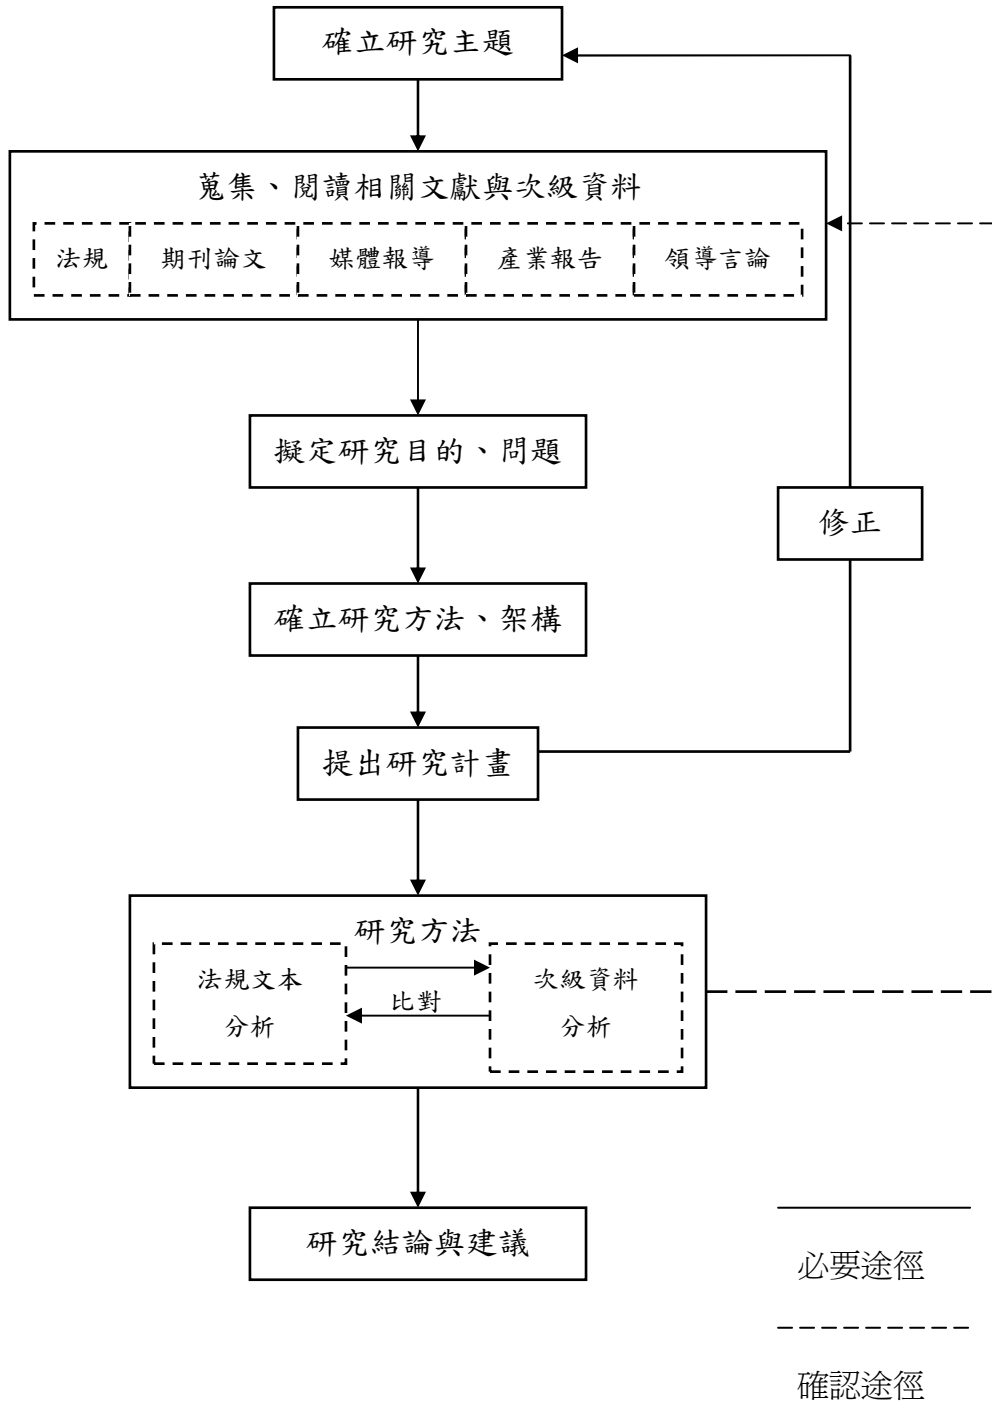 確立研究主題
蒐集、閱讀相關文獻與次級資料
法規 期刊論文 媒體報導 產業報告 領導言論
擬定研究目的、問題
修正
確立研究方法、架構
提出研究計畫
研究方法
法規文本
分析
比對
次級資料
分析
研究結論與建議
必要途徑
確認途徑